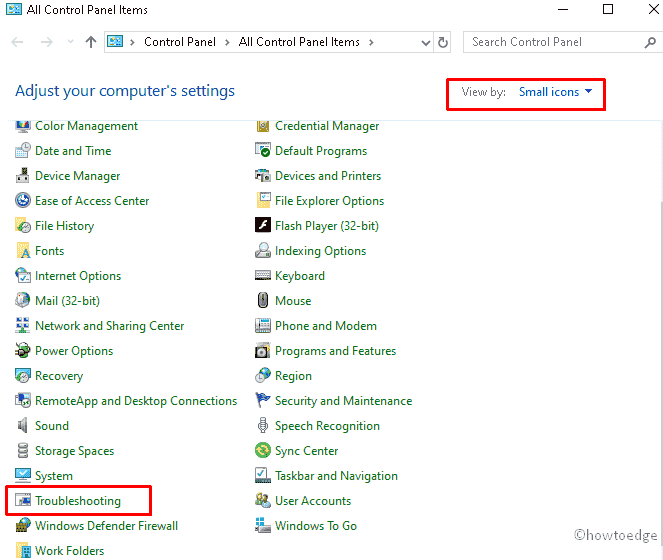 All Control Panel Items
Control Panel All Control Panel Items
Search Control Panel
Adjust your computer's settings
View by: Small icons
Color Management
Credential Manager
Date and Time
Default Programs
Device Manager
Devices and Printers
Ease of Access Center
File Explorer Options
File History
Flash Player (32-bit)
Fonts
Indexing Options
Internet Options
Keyboard
Mail (32-bit)
Mouse
Network and Sharing Center
Phone and Modem
Power Options
Programs and Features
Recovery
Region
RemoteApp and Desktop Connections
Security and Maintenance
Sound
Speech Recognition
Storage Spaces
Sync Center
System
Taskbar and Navigation
Troubleshooting
User Accounts
Windows Defender Firewall
Windows To Go
Work Folders
©howtoedge